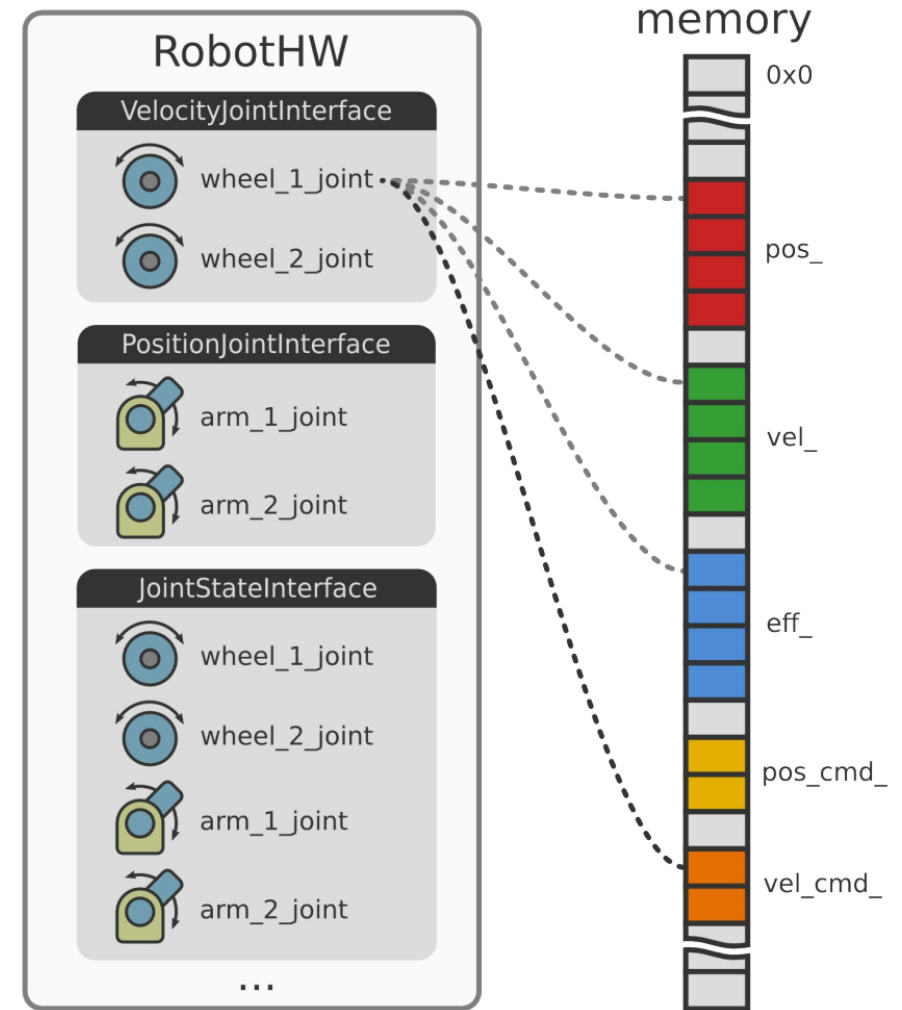 RobotHW
VelocityJointInterface
wheel_1_joint
wheel_2_joint
PositionJointInterface
arm_1_joint
arm_2_joint
JointStateInterface
wheel_1_joint
wheel_2_joint
arm_1_joint
arm_2_joint
...
memory
0x0
pos_
vel_
eff_
pos_cmd_
vel_cmd_